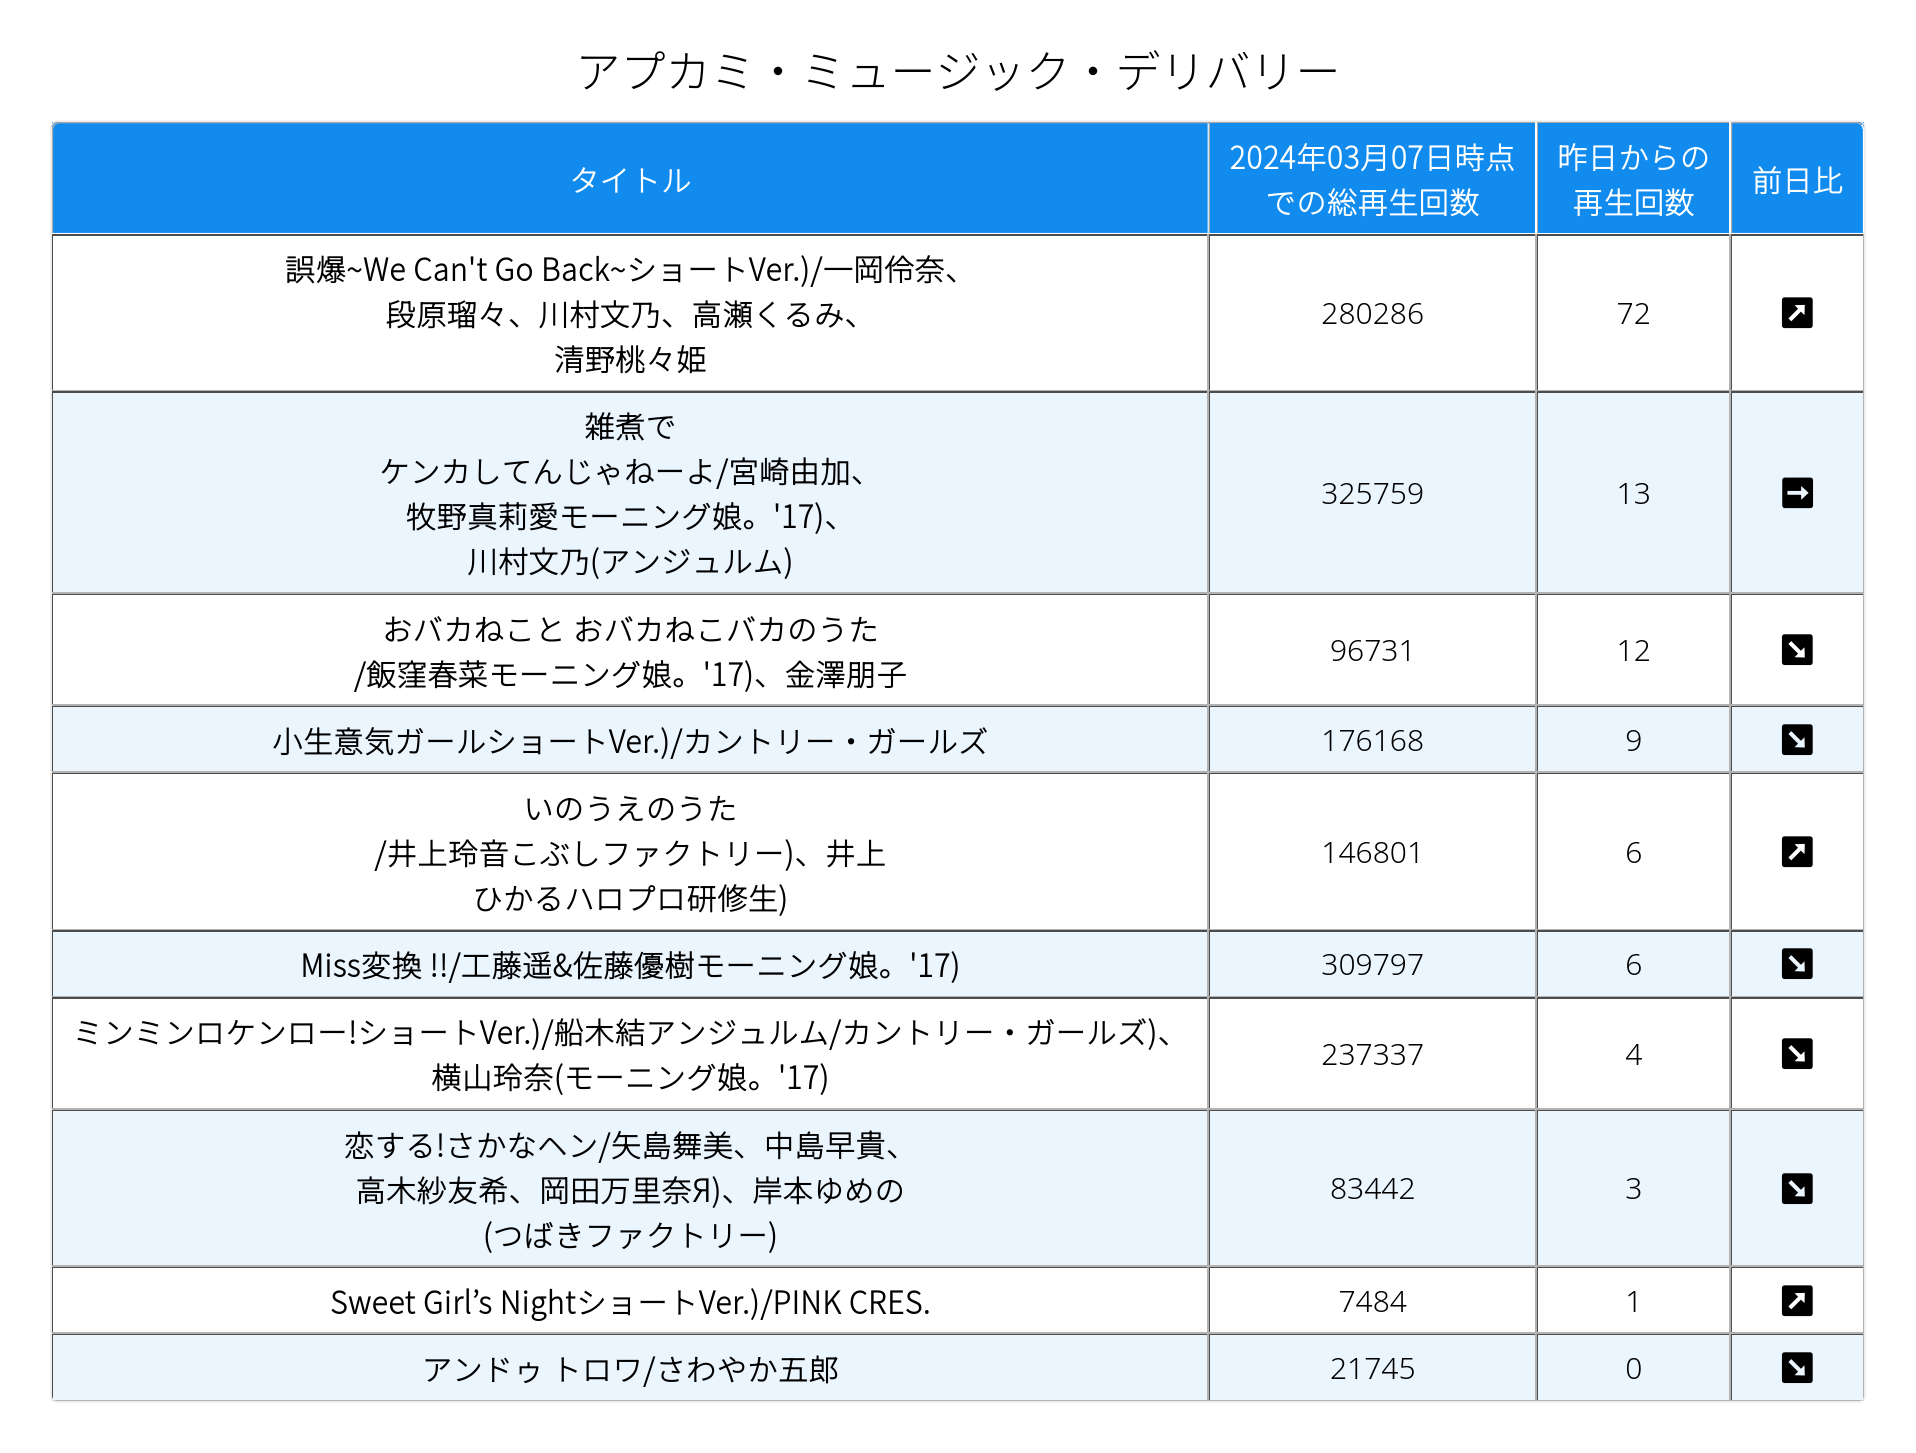 アプカミ・ミュージック・デリバリー
タイトル
2024年03月07日時点
での総再生回数
昨日からの
再生回数
前日比
誤爆~We Can't Go Back~ショートVer.)/一岡伶奈、
段原瑠々、川村文乃、高瀬くるみ、
清野桃々姫
280286
72
雑煮で
ケンカしてんじゃねーよ/宮崎由加、
牧野真莉愛モーニング娘。'17)、
川村文乃(アンジュルム)
325759
13
おバカねこと おバカねこバカのうた
/飯窪春菜モーニング娘。'17)、金澤朋子
96731
12
小生意気ガールショートVer.)/カントリー・ガールズ
176168
9
いのうえのうた
/井上玲音こぶしファクトリー)、井上
ひかるハロプロ研修生)
146801
6
Miss変換 !!/工藤遥&佐藤優樹モーニング娘。'17)
309797
6
ミンミンロケンロー!ショートVer.)/船木結アンジュルム/カントリー・ガールズ)、
横山玲奈(モーニング娘。'17)
237337
4
恋する!さかなヘン/矢島舞美、中島早貴、
高木紗友希、岡田万里奈Я)、岸本ゆめの
(つばきファクトリー)
83442
3
Sweet Girl’s NightショートVer.)/PINK CRES.
7484
1
アンドゥ トロワ/さわやか五郎
21745
0